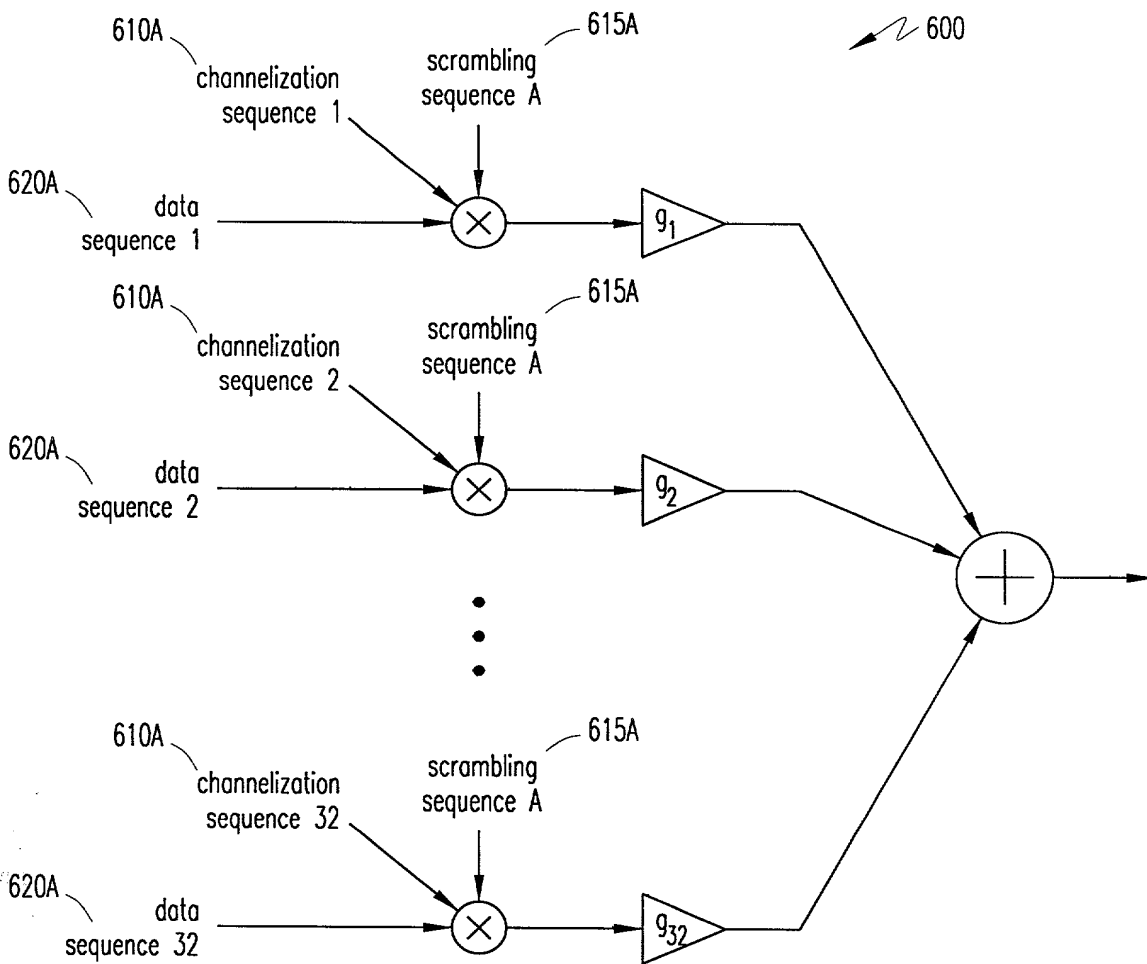 610A
615A
600
channelization
sequence 1
scrambling
sequence A
620A
data
sequence 1
g1
610A
615A
channelization
sequence 2
scrambling
sequence A
620A
data
sequence 2
g2
610A
615A
channelization
sequence 32
scrambling
sequence A
620A
data
sequence 32
g32